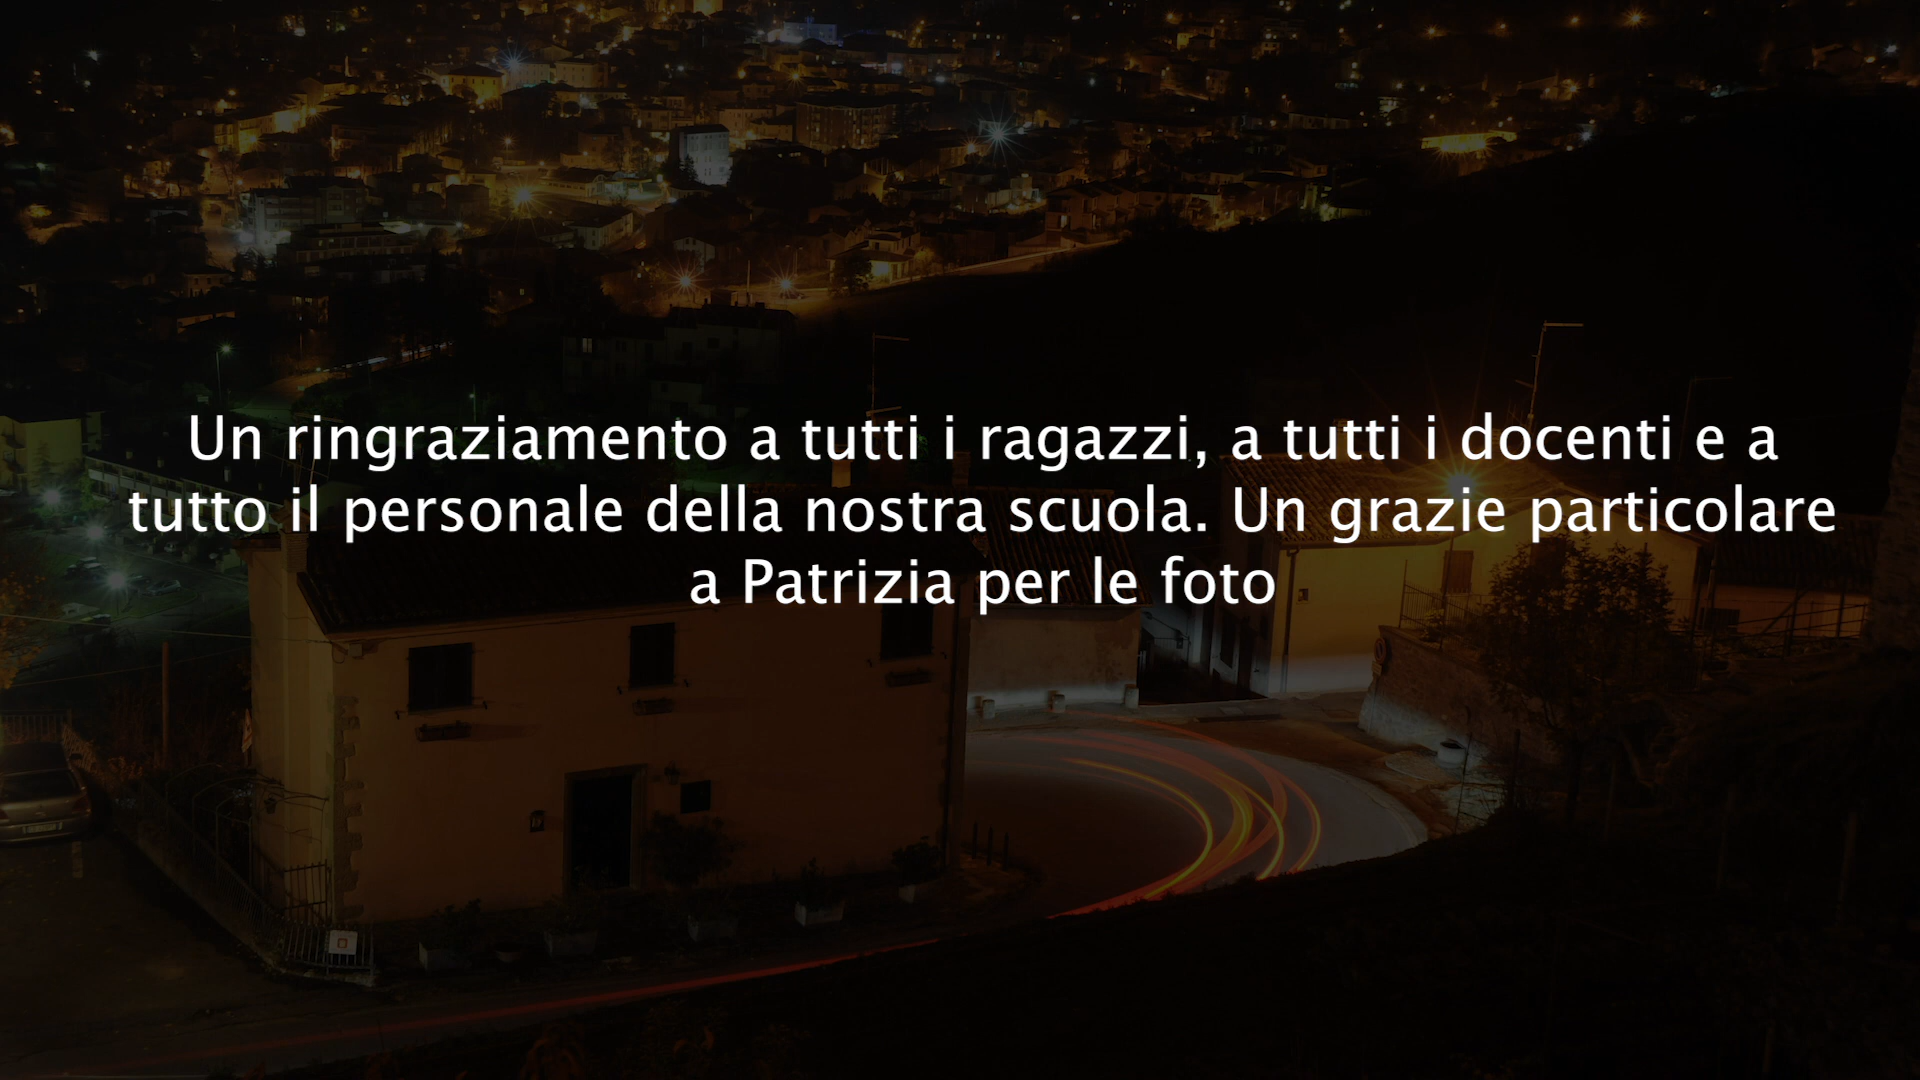 Un ringraziamento a tutti i ragazzi, a tutti i docenti e a
tutto il personale della nostra scuola. Un grazie particolare
a Patrizia per le foto